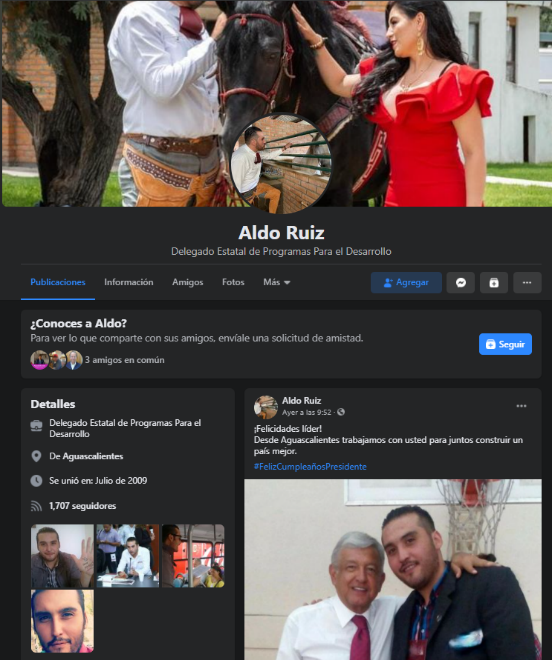 Aldo Ruiz
Delegado Estatal de Programas Para el Desarrollo
Publicaciones
Información
Amigos
Fotos
Más
Agregar
¿Conoces a Aldo?
Para ver lo que comparte con sus amigos, envíale una solicitud de amistad.
3 amigos en común
Seguir
Detalles
Delegado Estatal de Programas Para el
Desarrollo
De Aguascalientes
Se unió en: Julio de 2009
1,707 seguidores
Aldo Ruiz
Ayer a las 9:52 ·
¡Felicidades líder!
Desde Aguascalientes trabajamos con usted para juntos construir un
país mejor.
#FelizCumpleañosPresidente